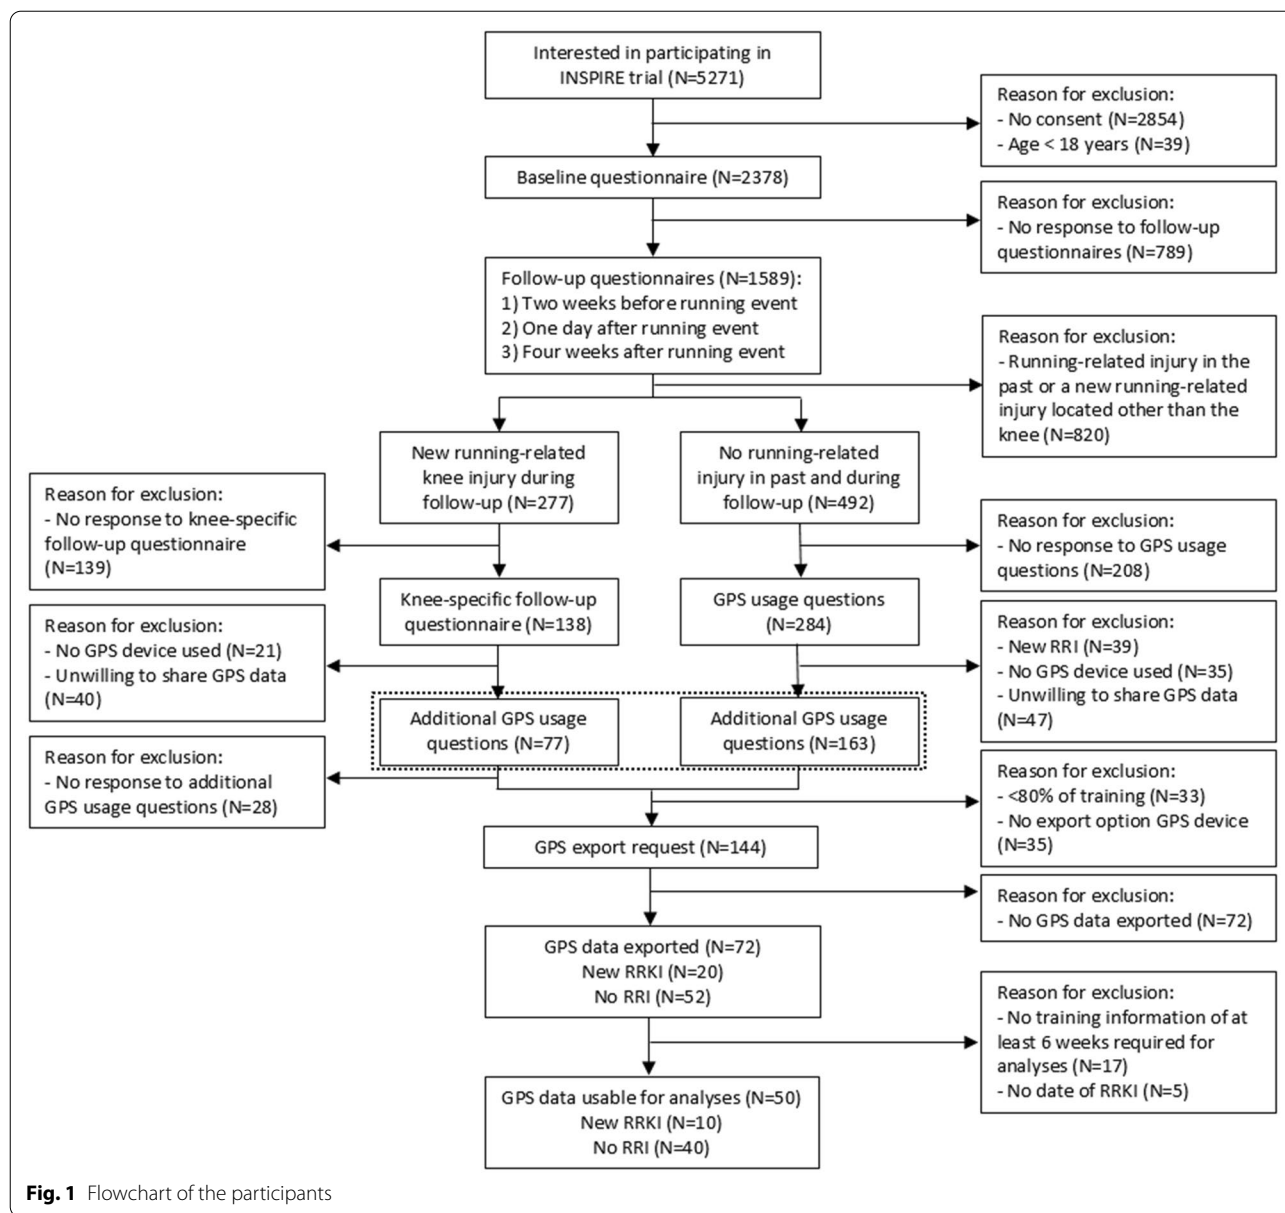 Interested in participating in
INSPIRE trial (N=5271)
Reason for exclusion:
- No consent (N=2854)
- Age < 18 years (N=39)
Baseline questionnaire (N=2378)
Reason for exclusion:
- No response to follow-up
questionnaires (N=789)
Follow-up questionnaires (N=1589):
1) Two weeks before running event
2) One day after running event
3) Four weeks after running event
Reason for exclusion:
- Running-related injury in the
past or a new running-related
injury located other than the
knee (N=820)
New running-related
knee injury during
follow-up (N=277)
No running-related
injury in past and during
follow-up (N=492)
Reason for exclusion:
- No response to knee-specific
follow-up questionnaire
(N=139)
Reason for exclusion:
- No response to GPS usage
questions (N=208)
Knee-specific follow-up
questionnaire (N=138)
GPS usage questions
(N=284)
Reason for exclusion:
- No GPS device used (N=21)
- Unwilling to share GPS data
(N=40)
Reason for exclusion:
- New RRI (N=39)
- No GPS device used (N=35)
- Unwilling to share GPS data
(N=47)
Additional GPS usage
questions (N=77)
Additional GPS usage
questions (N=163)
Reason for exclusion:
- No response to additional
GPS usage questions (N=28)
Reason for exclusion:
- <80% of training (N=33)
- No export option GPS device
(N=35)
GPS export request (N=144)
Reason for exclusion:
- No GPS data exported (N=72)
GPS data exported (N=72)
New RRKI (N=20)
No RRI (N=52)
Reason for exclusion:
- No training information of at
least 6 weeks required for
analyses (N=17)
- No date of RRKI (N=5)
GPS data usable for analyses (N=50)
New RRKI (N=10)
No RRI (N=40)
Fig. 1 Flowchart of the participants